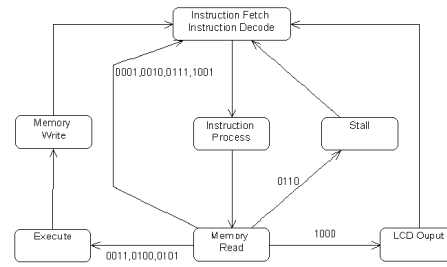 Instruction Fetch
Instruction Decode
0001,0010,0111,1001
Memory
Write
Instruction
Process
Stall
0110
Execute
0011,0100,0101
Memory
Read
1000
LCD Ouput